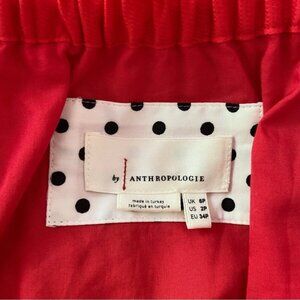 by ANTHROPOLOGIE
made in turkey
fabriqué en turquie
UK 6P
US 2P
EU 34P